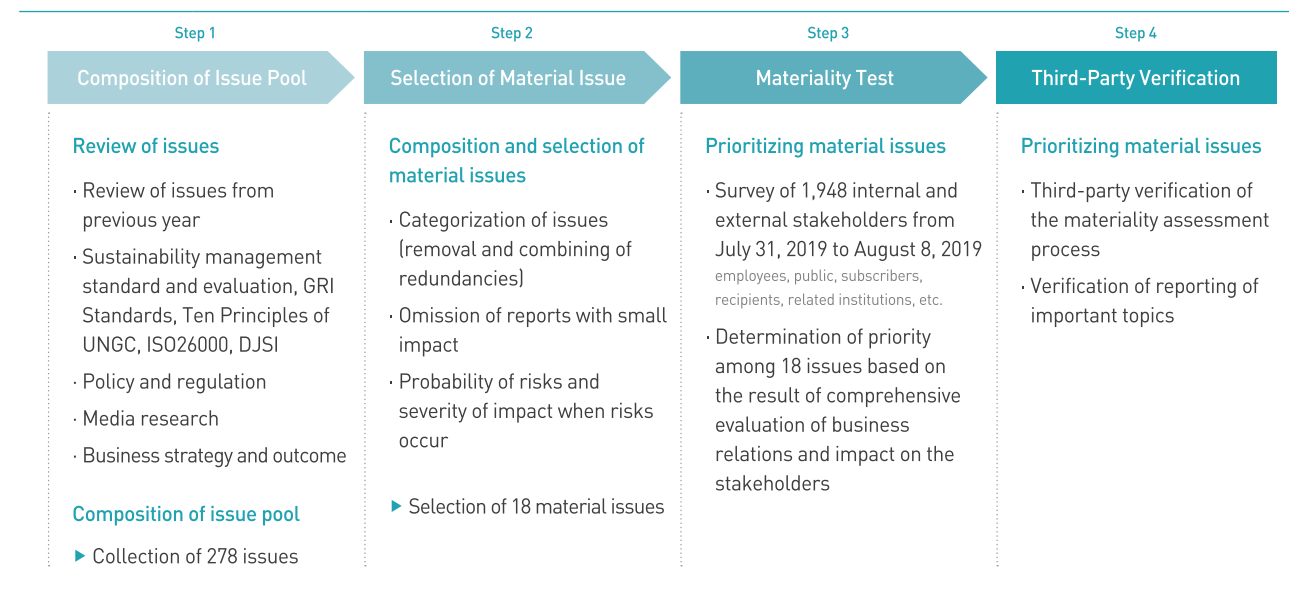 Step 1
Composition of Issue Pool
Review of issues
· Review of issues from
previous year
· Sustainability management
standard and evaluation, GRI
Standards, Ten Principles of
UNGC, ISO26000, DJSI
· Policy and regulation
· Media research
· Business strategy and outcome
Composition of issue pool
▶ Collection of 278 issues
Step 2
Selection of Material Issue
Composition and selection of
material issues
· Categorization of issues
(removal and combining of
redundancies)
· Omission of reports with small
impact
· Probability of risks and
severity of impact when risks
occur
▶ Selection of 18 material issues
Step 3
Materiality Test
Prioritizing material issues
· Survey of 1,948 internal and
external stakeholders from
July 31, 2019 to August 8, 2019
employees, public, subscribers,
recipients, related institutions, etc.
· Determination of priority
among 18 issues based on
the result of comprehensive
evaluation of business
relations and impact on the
stakeholders
Step 4
Third-Party Verification
Prioritizing material issues
· Third-party verification of
the materiality assessment
process
· Verification of reporting of
important topics